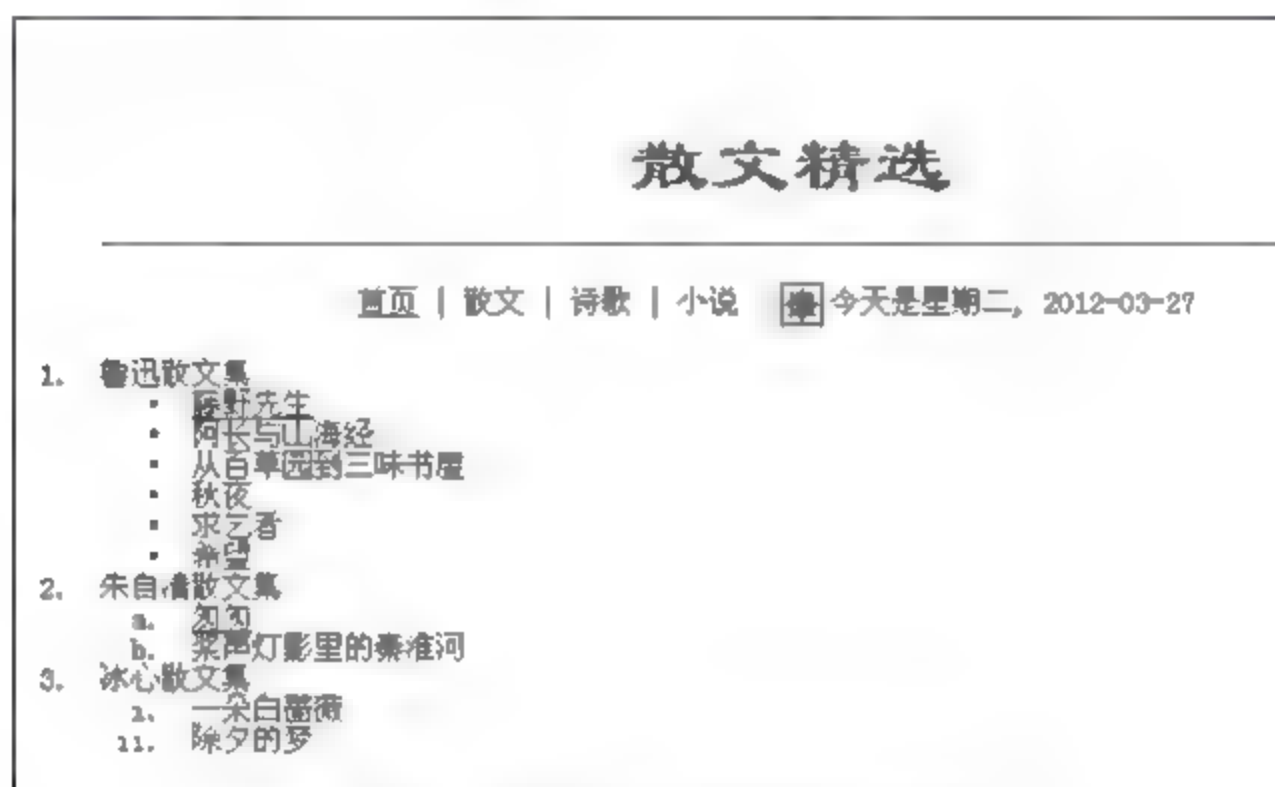 散文精选
首页 | 散文 | 诗歌 | 小说 今天是星期二, 2012-03-27
1. 鲁迅散文集
▪ 藤野先生
▪ 阿长与山海经
▪ 从百草园到三味书屋
▪ 秋夜
▪ 求乞者
▪ 希望
2. 朱自清散文集
a. 匆匆
b. 桨声灯影里的秦淮河
3. 冰心散文集
i. 一朵白蔷薇
ii. 除夕的梦